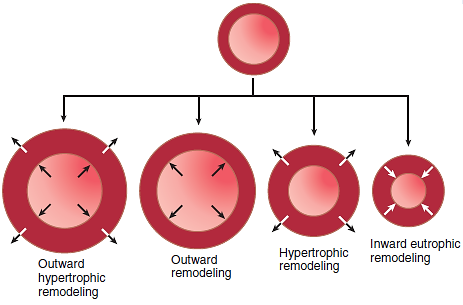 Outward
hypertrophic
remodeling
Outward
remodeling
Hypertrophic
remodeling
Inward eutrophic
remodeling